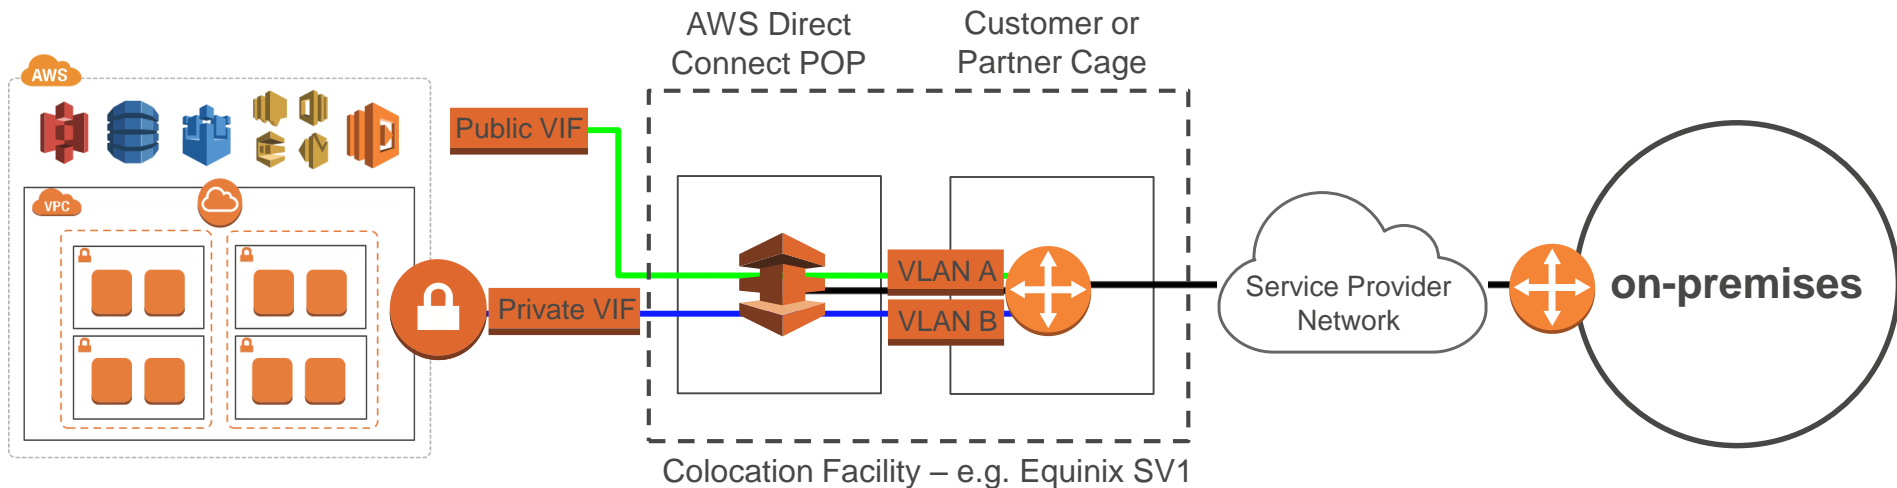 AWS Direct
Connect POP
Customer or
Partner Cage
AWS
Public VIF
VPC
VLAN A
Private VIF
VLAN B
Service Provider
Network
on-premises
Colocation Facility – e.g. Equinix SV1